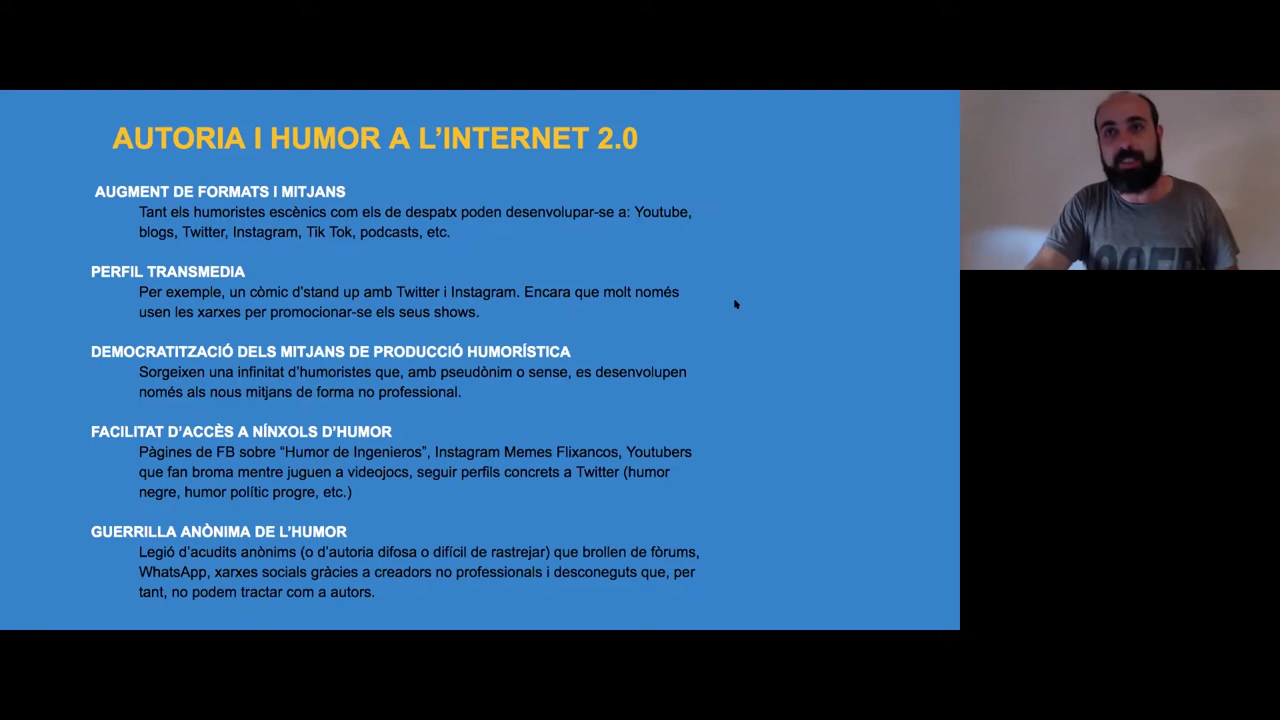 AUTORIA I HUMOR A L’INTERNET 2.0
AUGMENT DE FORMATS I MITJANS
Tant els humoristes escènics com els de despatx poden desenvolupar-se a: Youtube,
blogs, Twitter, Instagram, Tik Tok, podcasts, etc.
PERFIL TRANSMEDIA
Per exemple, un còmic d’stand up amb Twitter i Instagram. Encara que molt només
usen les xarxes per promocionar-se els seus shows.
DEMOCRATITZACIÓ DELS MITJANS DE PRODUCCIÓ HUMORÍSTICA
Sorgeixen una infinitat d’humoristes que, amb pseudònim o sense, es desenvolupen
només als nous mitjans de forma no professional.
FACILITAT D’ACCÈS A NÍNXOLS D’HUMOR
Pàgines de FB sobre “Humor de Ingenieros”, Instagram Memes Flixancos, Youtubers
que fan broma mentre juguen a videojocs, seguir perfils concrets a Twitter (humor
negre, humor polític progre, etc.)
GUERRILLA ANÒNIMA DE L’HUMOR
Legió d’acudits anònims (o d’autoria difosa o difícil de rastrejar) que brollen de fòrums,
WhatsApp, xarxes socials gràcies a creadors no professionals i desconeguts que, per
tant, no podem tractar com a autors.